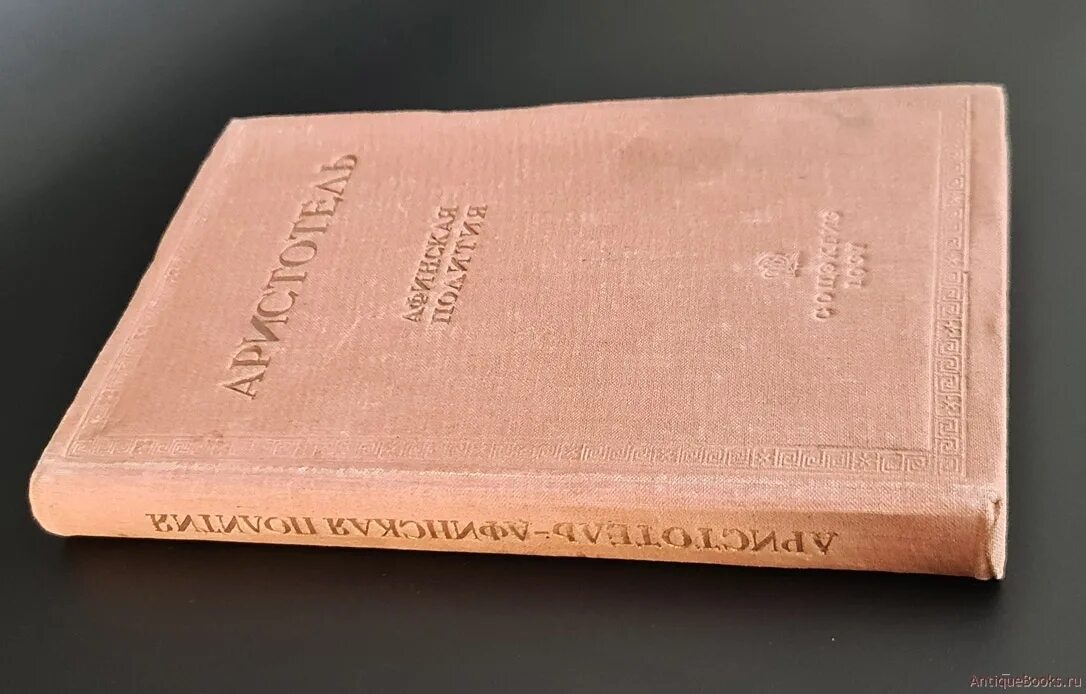 АРИСТОТЕЛЬ
АФИНСКАЯ
ПОЛИТИЯ
СОЦЭКГИЗ
1937
АРИСТОТЕЛЬ-АФИНСКАЯ ПОЛИТИЯ
AntiqueBooks.ru